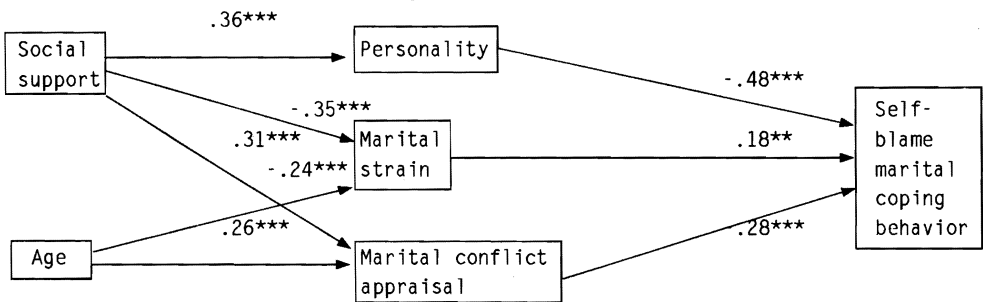 .36***
Social
support
Personality
-.48***
-.35***
.31***
Marital
strain
.18**
-.24***
Self-
blame
marital
coping
behavior
.26***
.28***
Age
Marital conflict
appraisal